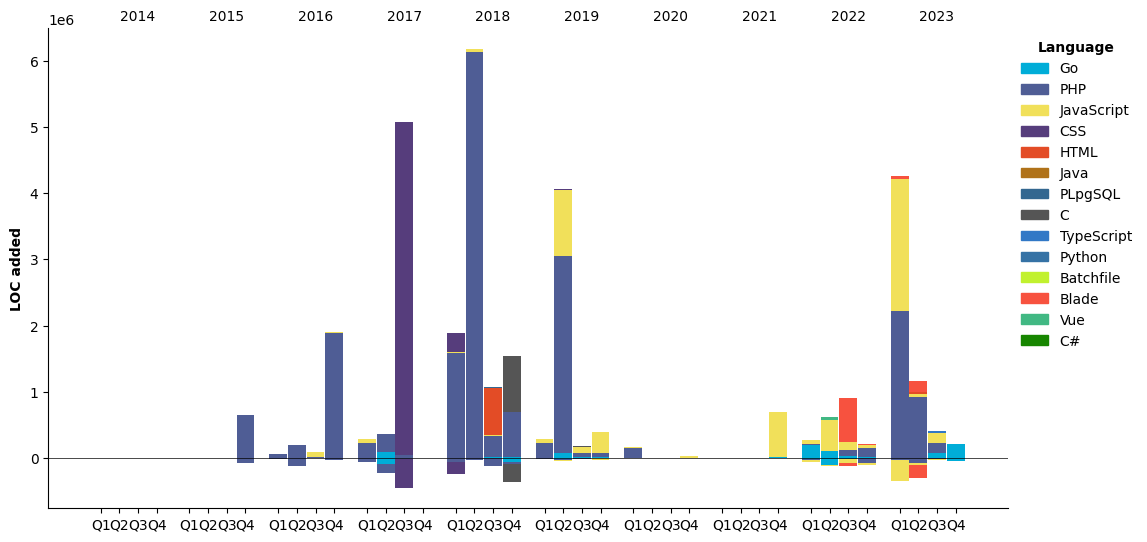 1e6
2014 2015 2016 2017 2018 2019 2020 2021 2022 2023
LOC added
6
5
4
3
2
1
0
Q1Q2Q3Q4 Q1Q2Q3Q4 Q1Q2Q3Q4 Q1Q2Q3Q4 Q1Q2Q3Q4 Q1Q2Q3Q4 Q1Q2Q3Q4 Q1Q2Q3Q4 Q1Q2Q3Q4 Q1Q2Q3Q4
Language
Go
PHP
JavaScript
CSS
HTML
Java
PLpgSQL
C
TypeScript
Python
Batchfile
Blade
Vue
C#